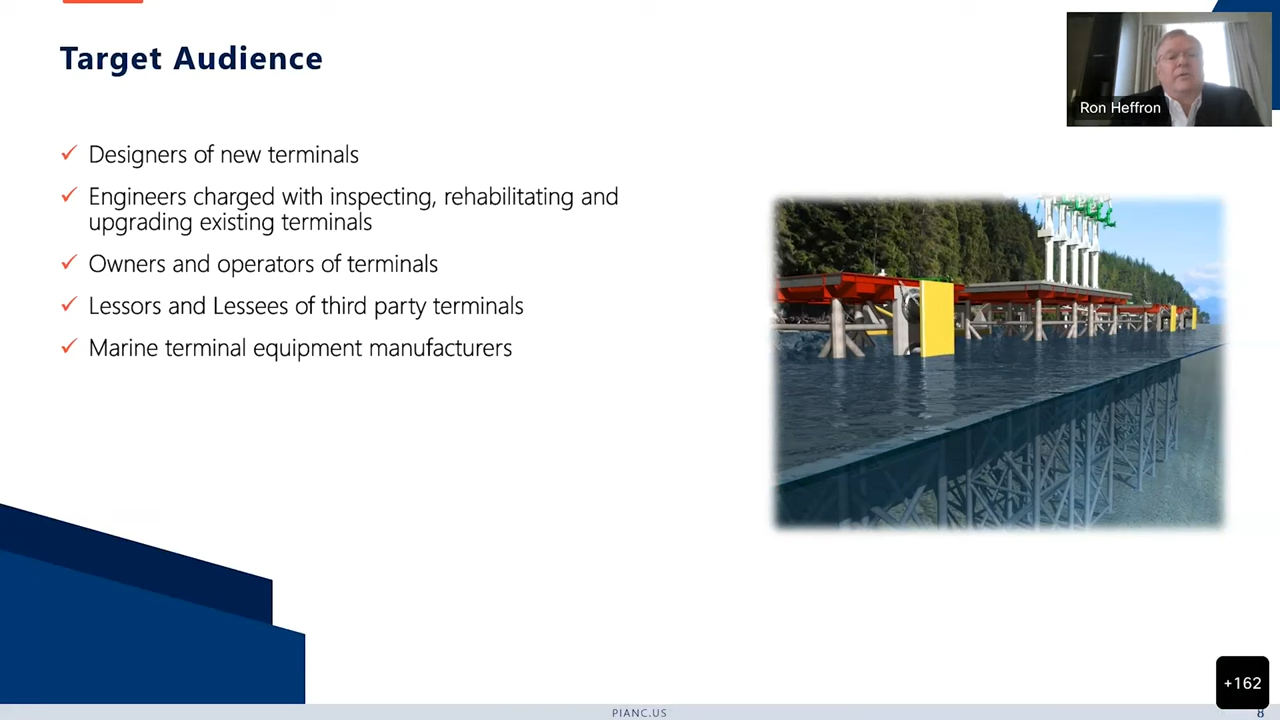 Target Audience
Ron Heffron
✓ Designers of new terminals
✓ Engineers charged with inspecting, rehabilitating and
upgrading existing terminals
✓ Owners and operators of terminals
✓ Lessors and Lessees of third party terminals
✓ Marine terminal equipment manufacturers
+162
PIANC.US
8